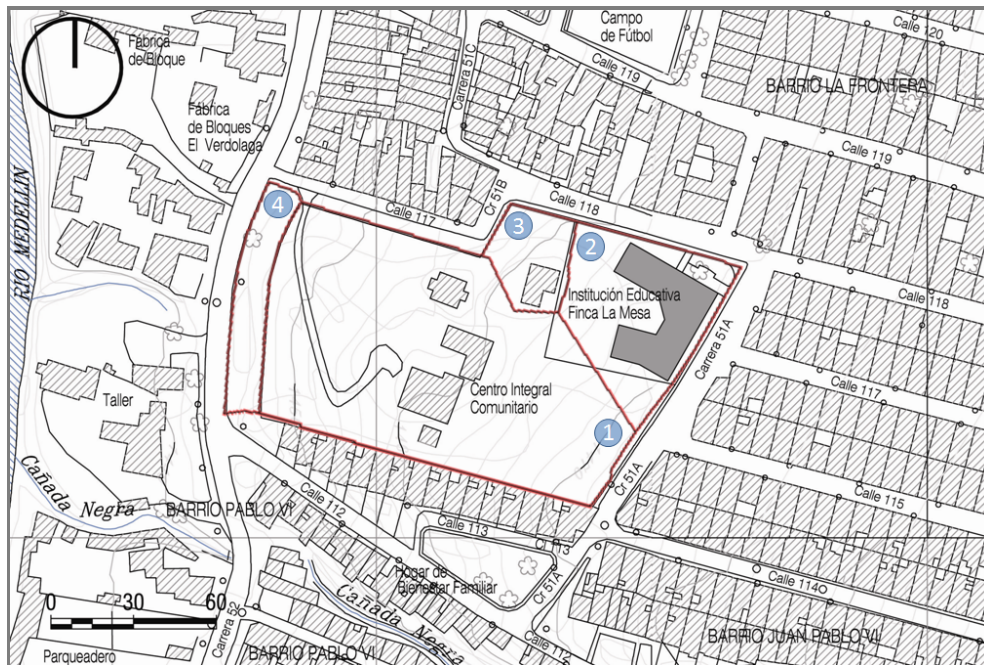 Campo
de Fútbol
Calle 120
Fábrica
de Bloque
Carrera 51C
Calle 119
BARRIO LA FRONTERA
Fábrica
de Bloques
El Verdolaga
Calle 119
RIO MEDELLIN
4
Cr 51B
Calle 118
Calle 117
3
2
Institución Educativa
Finca La Mesa
Calle 118
Carrera 51A
Calle 117
Centro Integral
Comunitario
Taller
1
Cr 51A
Calle 115
Cañada Negra
BARRIO PABLO VI
Calle 112
Calle 113
Hogar de
Bienestar Familiar
Cr 51A
0 30 60
Cañada Negra
Carrera 52
BARRIO JUAN PABLO VI
Calle 112
Parqueadero
BARRIO PABLO VI